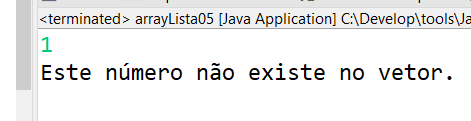 <terminated> arrayLista05 [Java Application] C:\Develop\tools\Ja
1
Este número não existe no vetor.